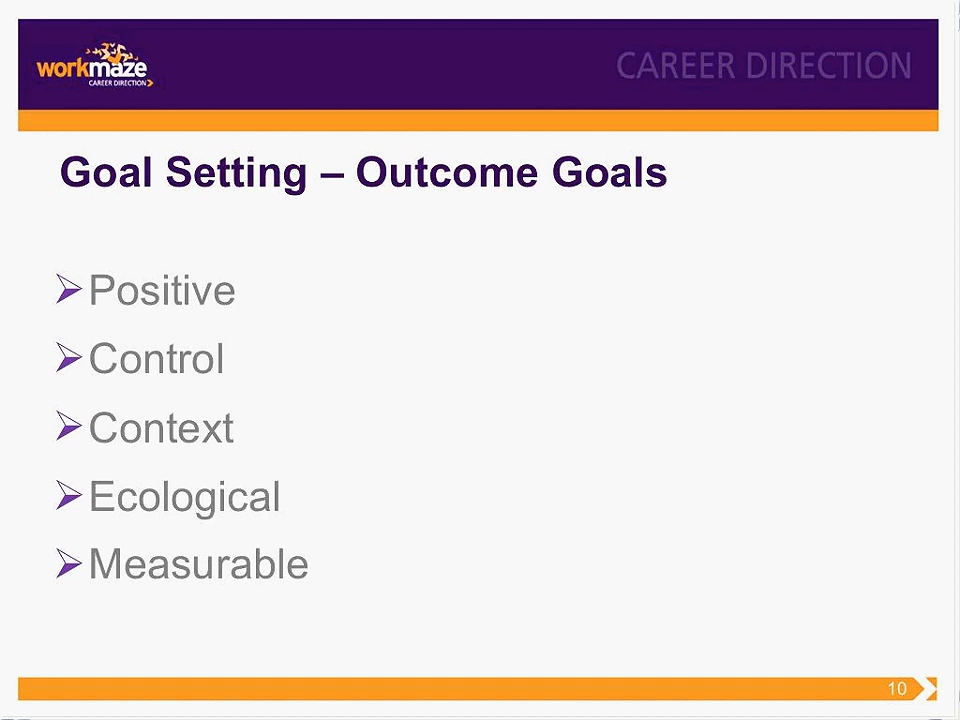 workmaze
CAREER DIRECTION
CAREER DIRECTION
Goal Setting – Outcome Goals
Positive
Control
Context
Ecological
Measurable
10